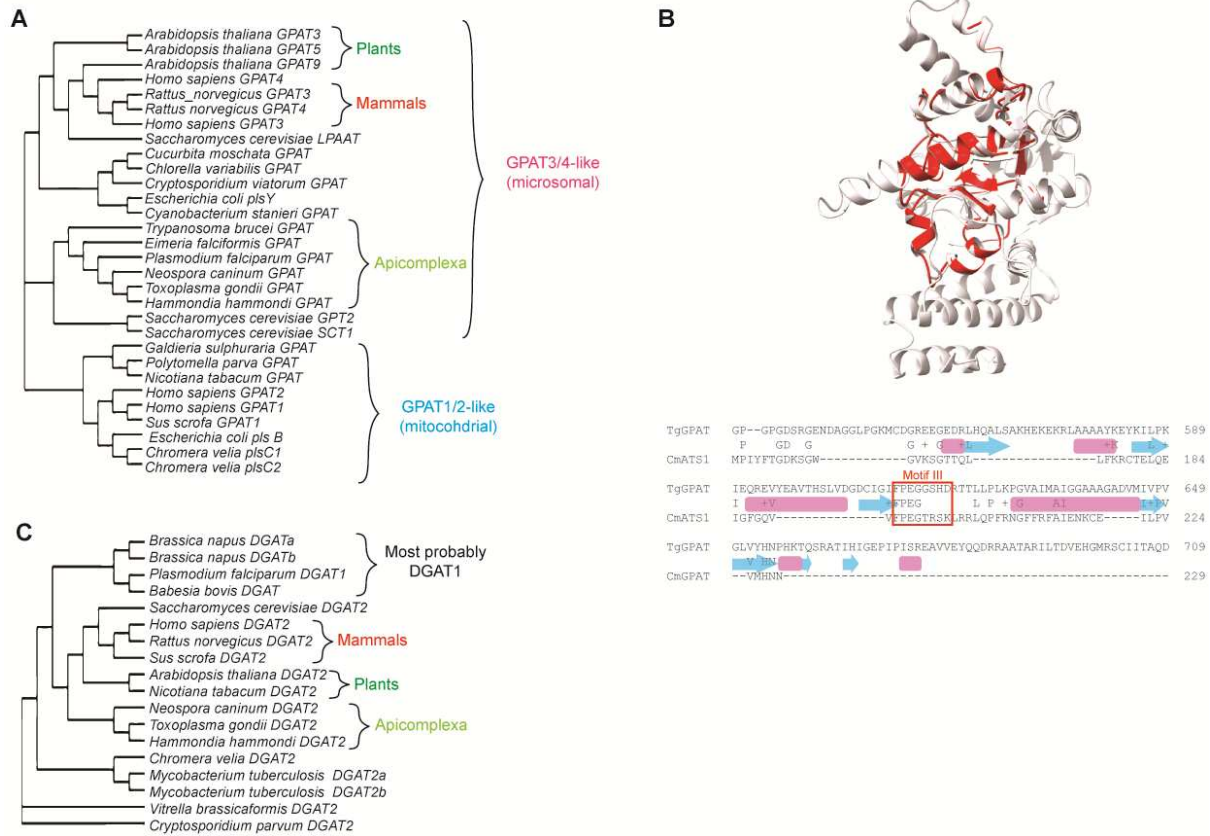 A
Arabidopsis thaliana GPAT3
Arabidopsis thaliana GPAT5
Arabidopsis thaliana GPAT9
Plants
Homo sapiens GPAT4
Rattus_norvegicus GPAT3
Rattus norvegicus GPAT4
Homo sapiens GPAT3
Mammals
Saccharomyces cerevisiae LPAAT
Cucurbita moschata GPAT
Chlorella variabilis GPAT
Cryptosporidium viatorum GPAT
Escherichia coli plsY
Cyanobacterium stanieri GPAT
Trypanosoma brucei GPAT
Eimeria falciformis GPAT
Plasmodium falciparum GPAT
Neospora caninum GPAT
Toxoplasma gondii GPAT
Hammondia hammondi GPAT
Apicomplexa
Saccharomyces cerevisiae GPT2
Saccharomyces cerevisiae SCT1
GPAT3/4-like
(microsomal)
Galdieria sulphuraria GPAT
Polytomella parva GPAT
Nicotiana tabacum GPAT
Homo sapiens GPAT2
Homo sapiens GPAT1
Sus scrofa GPAT1
Escherichia coli pls B
Chromera velia plsC1
Chromera velia plsC2
GPAT1/2-like
(mitocohdrial)
B
TgGPAT GP--GPGDSRGENDAGGLPGKMCDGREEGEDRLHQALSAKHEKEKRLAAAAYKEYKILPK 589
P GD G G + G +L +K L +
CmATS1 MPIYFTGDKSGW---------------GVKSGTTQL---------------LFKRCTELQE 184
Motif III
TgGPAT IEQREVYEAVTHSLVDGDCIGIFPEGGSHDRTTLLPLKPGVAIMAIGGAAAGADVMIVPV 649
I +V +FPEG L P + G AI I+PV
CmATS1 IGFGQV---------------VFPEGTRSKLRRLQPFRNGFFRFAIENKCE----ILPV 224
TgGPAT GLVYHNPHKTQSRATIHIGEPIPISREAVVEYQQDRRAATARILTDVEHGMRSCIITAQD 709
V HN
CmGPAT --VMHNN----------------------------------------------------- 229
C
Brassica napus DGATa
Brassica napus DGATb
Plasmodium falciparum DGAT1
Babesia bovis DGAT
Most probably
DGAT1
Saccharomyces cerevisiae DGAT2
Homo sapiens DGAT2
Rattus norvegicus DGAT2
Sus scrofa DGAT2
Mammals
Arabidopsis thaliana DGAT2
Nicotiana tabacum DGAT2
Plants
Neospora caninum DGAT2
Toxoplasma gondii DGAT2
Hammondia hammondi DGAT2
Apicomplexa
Chromera velia DGAT2
Mycobacterium tuberculosis DGAT2a
Mycobacterium tuberculosis DGAT2b
Vitrella brassicaformis DGAT2
Cryptosporidium parvum DGAT2